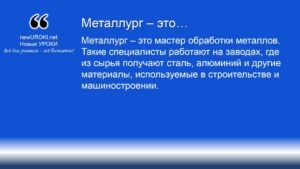 Металлург – это…
newUROKI.net
Новые УРОКИ
Всё для учителя – всё бесплатно!
Металлург – это мастер обработки металлов.
Такие специалисты работают на заводах, где
из сырья получают сталь, алюминий и другие
материалы, используемые в строительстве и
машиностроении.